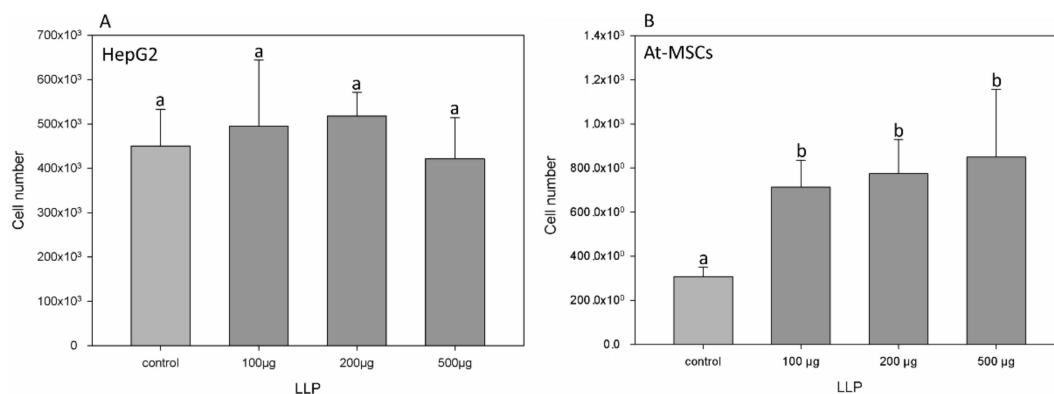 A
HepG2
Cell number
700x10³
600x10³
500x10³
400x10³
300x10³
200x10³
100x10³
0
a
a
a
a
control
100μg
200μg
500μg
LLP
B
At-MSCs
Cell number
1.4x10³
1.2x10³
1.0x10³
800.0x10⁰
600.0x10⁰
400.0x10⁰
200.0x10⁰
0.0
a
b
b
b
control
100 μg
200 μg
500 μg
LLP